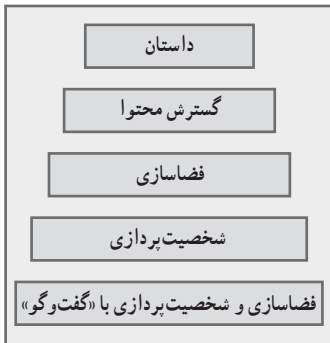 داستان
گسترش محتوا
فضاسازی
شخصیت‌پردازی
فضاسازی و شخصیت‌پردازی با «گفت‌وگو»